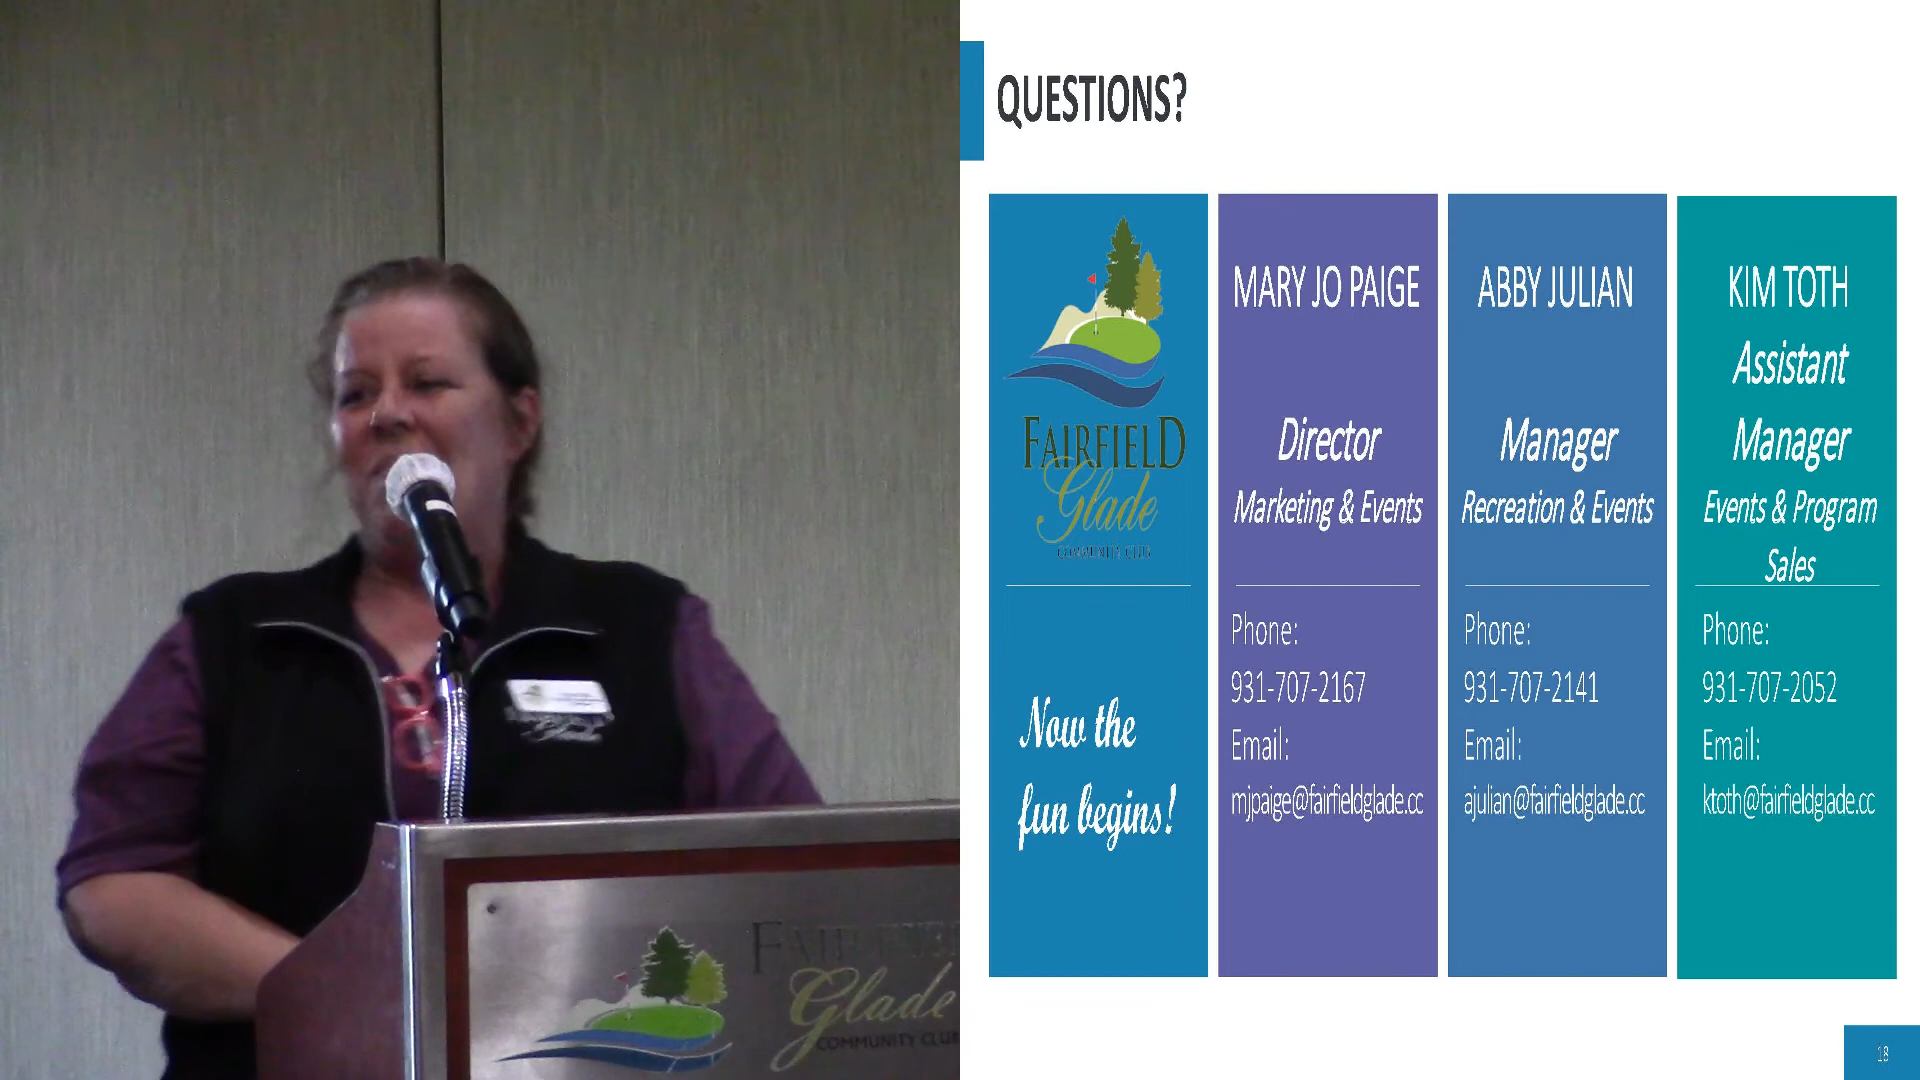 QUESTIONS?
FAIRFIELD
Glade
COMMUNITY CLUB
Now the
fun begins!
MARY JO PAIGE
Director
Marketing & Events
Phone:
931-707-2167
Email:
mjpaige@fairfieldglade.cc
ABBY JULIAN
Manager
Recreation & Events
Phone:
931-707-2141
Email:
ajulian@fairfieldglade.cc
KIM TOTH
Assistant
Manager
Events & Program
Sales
Phone:
931-707-2052
Email:
ktoth@fairfieldglade.cc
18
Glade
COMMUNITY CLUB